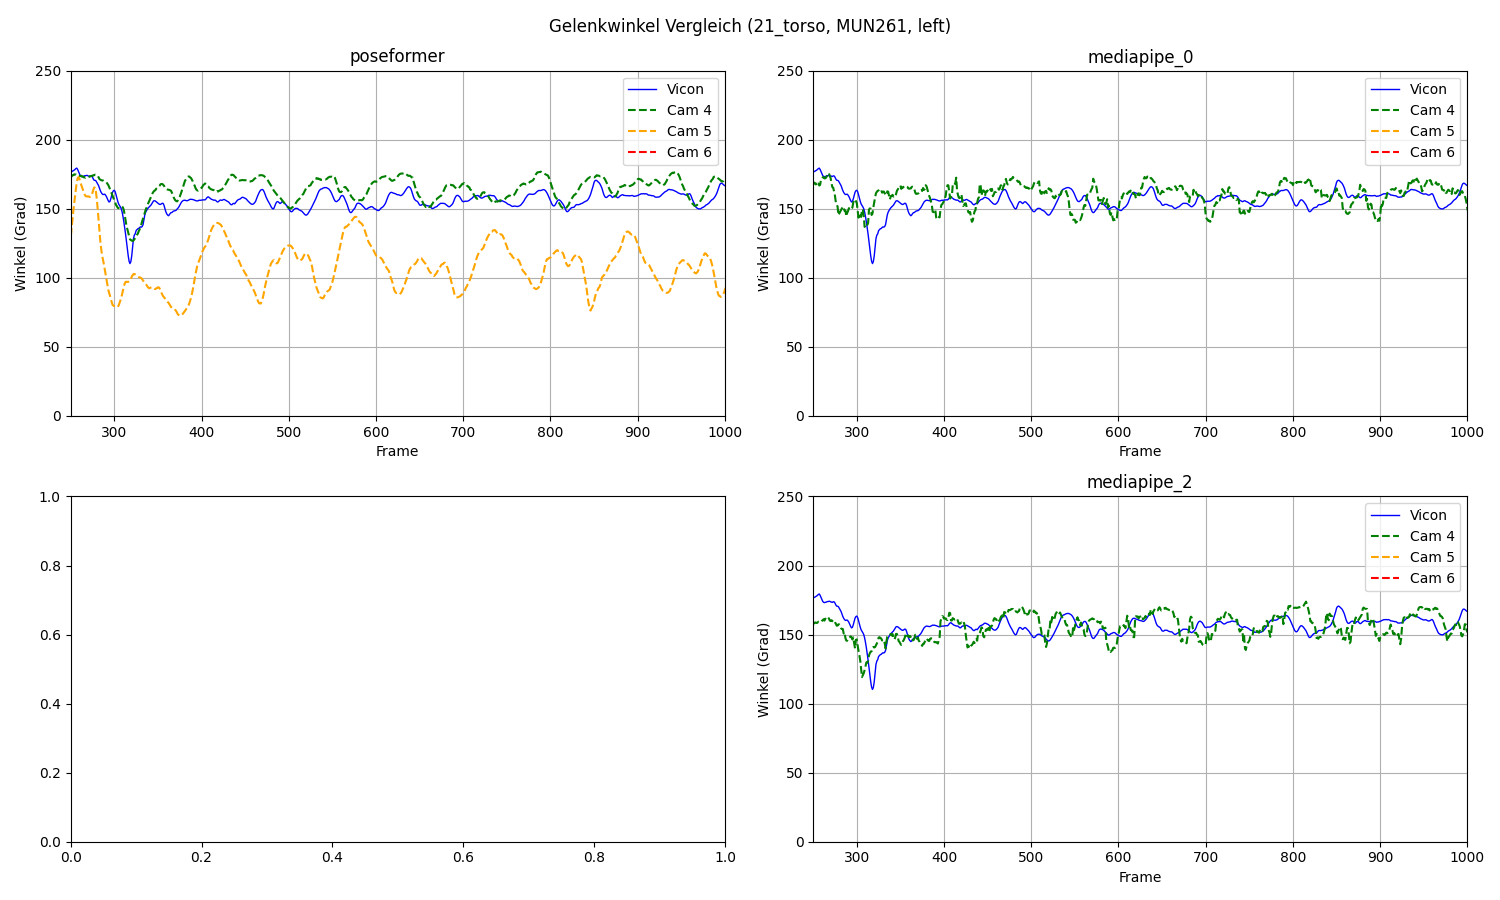 Gelenkwinkel Vergleich (21_torso, MUN261, left)
poseformer
250
200
150
100
50
0
Winkel (Grad)
300 400 500 600 700 800 900 1000
Frame
Vicon
Cam 4
Cam 5
Cam 6
mediapipe_0
250
200
150
100
50
0
Winkel (Grad)
300 400 500 600 700 800 900 1000
Frame
Vicon
Cam 4
Cam 5
Cam 6
1.0
0.8
0.6
0.4
0.2
0.0
0.0 0.2 0.4 0.6 0.8 1.0
mediapipe_2
250
200
150
100
50
0
Winkel (Grad)
300 400 500 600 700 800 900 1000
Frame
Vicon
Cam 4
Cam 5
Cam 6